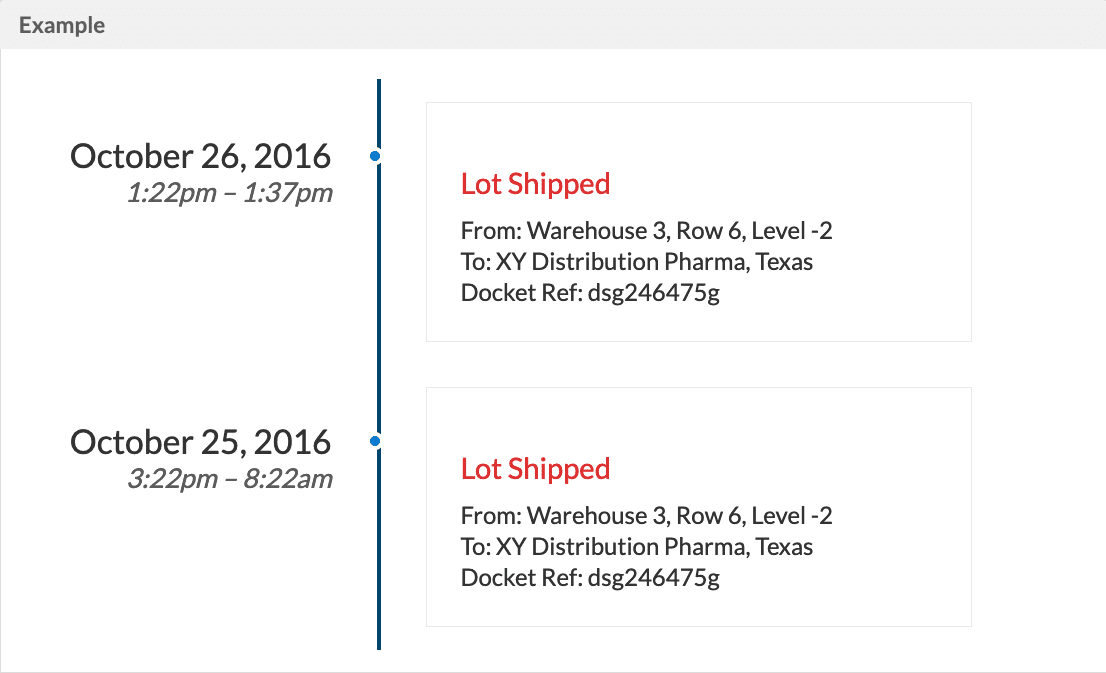 Example
October 26, 2016
1:22pm – 1:37pm
Lot Shipped
From: Warehouse 3, Row 6, Level -2
To: XY Distribution Pharma, Texas
Docket Ref: dsg246475g
October 25, 2016
3:22pm – 8:22am
Lot Shipped
From: Warehouse 3, Row 6, Level -2
To: XY Distribution Pharma, Texas
Docket Ref: dsg246475g